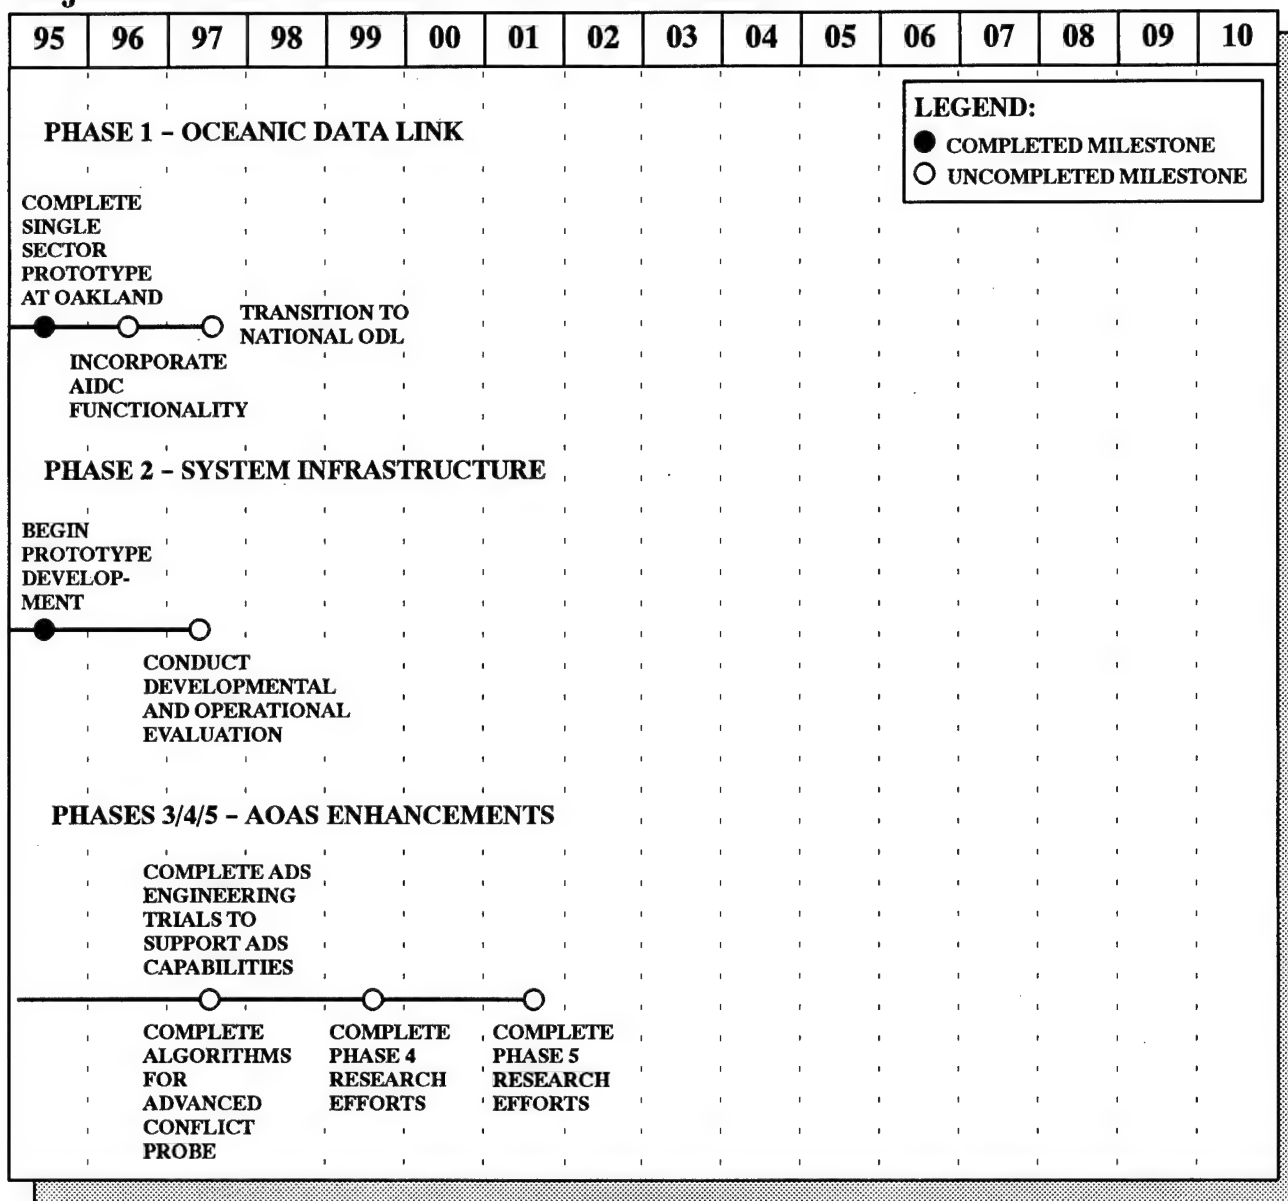 95 96 97 98 99 00 01 02 03 04 05 06 07 08 09 10
LEGEND:
COMPLETED MILESTONE
UNCOMPLETED MILESTONE
PHASE 1 – OCEANIC DATA LINK
COMPLETE
SINGLE
SECTOR
PROTOTYPE
AT OAKLAND
TRANSITION TO
NATIONAL ODL
INCORPORATE
AIDC
FUNCTIONALITY
PHASE 2 – SYSTEM INFRASTRUCTURE
BEGIN
PROTOTYPE
DEVELOP-
MENT
CONDUCT
DEVELOPMENTAL
AND OPERATIONAL
EVALUATION
PHASES 3/4/5 – AOAS ENHANCEMENTS
COMPLETE ADS
ENGINEERING
TRIALS TO
SUPPORT ADS
CAPABILITIES
COMPLETE
ALGORITHMS
FOR
ADVANCED
CONFLICT
PROBE
COMPLETE
PHASE 4
RESEARCH
EFFORTS
COMPLETE
PHASE 5
RESEARCH
EFFORTS